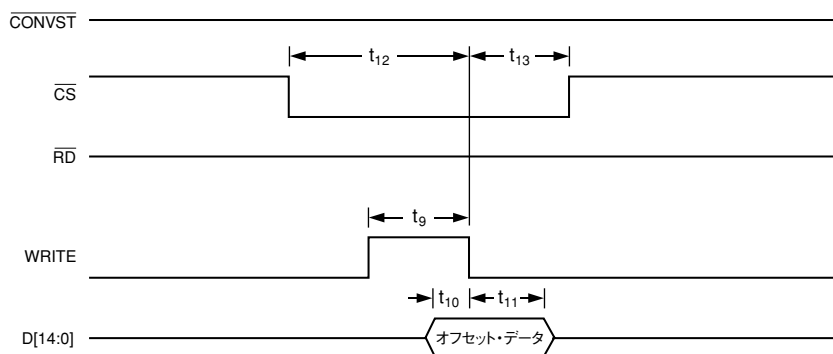 CONVST
t12
t13
CS
RD
t9
WRITE
t10
t11
D[14:0]
オフセット・データ